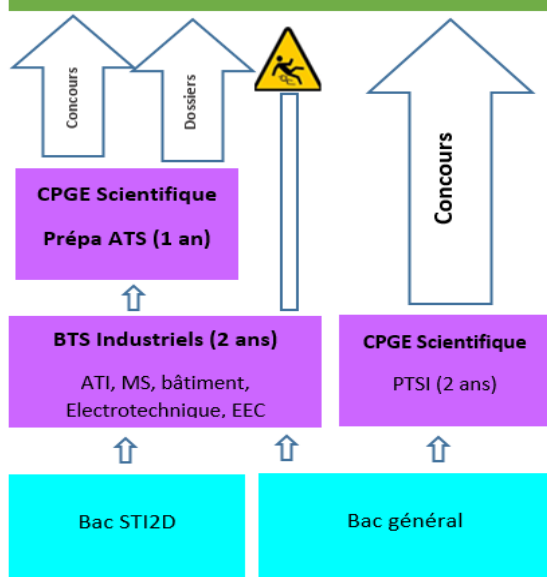 Concours
Dossiers
Concours
CPGE Scientifique
Prépa ATS (1 an)
BTS Industriels (2 ans)
ATI, MS, bâtiment,
Electrotechnique, EEC
CPGE Scientifique
PTSI (2 ans)
Bac STI2D
Bac général